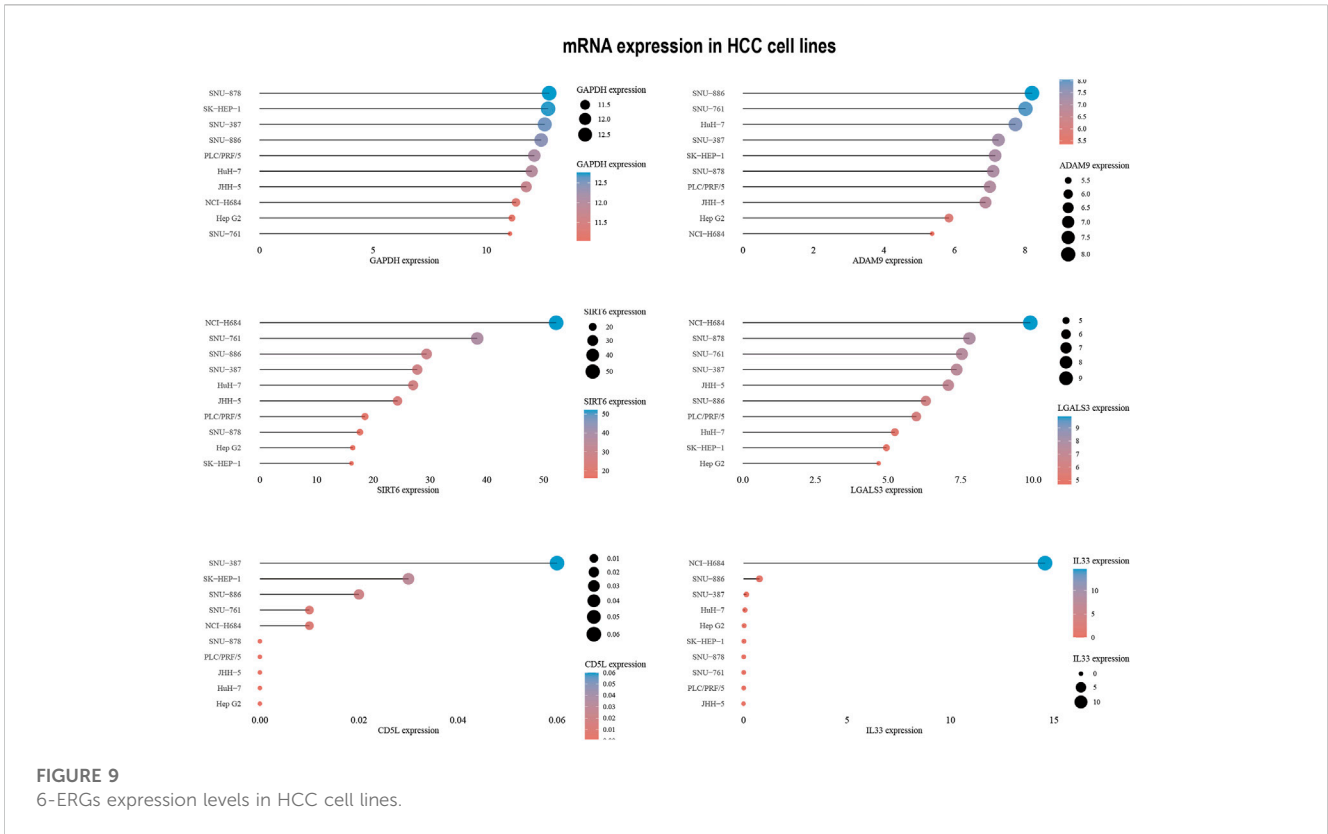 mRNA expression in HCC cell lines
SNU-878
SK-HEP-1
SNU-387
SNU-886
PLC/PRF/5
HuH-7
JHH-5
NCI-H684
Hep G2
SNU-761
0 5 10
GAPDH expression
GAPDH expression
11.5
12.0
12.5
GAPDH expression
12.5
12.0
11.5
SNU-886
SNU-761
HuH-7
SNU-387
SK-HEP-1
SNU-878
PLC/PRF/5
JHH-5
Hep G2
NCI-H684
0 2 4 6 8
ADAM9 expression
8.0
7.5
7.0
6.5
6.0
5.5
ADAM9 expression
5.5
6.0
6.5
7.0
7.5
8.0
NCI-H684
SNU-761
SNU-886
SNU-387
HuH-7
JHH-5
PLC/PRF/5
SNU-878
Hep G2
SK-HEP-1
0 10 20 30 40 50
SIRT6 expression
SIRT6 expression
20
30
40
50
SIRT6 expression
50
40
30
20
NCI-H684
SNU-878
SNU-761
SNU-387
JHH-5
SNU-886
PLC/PRF/5
HuH-7
SK-HEP-1
Hep G2
0.0 2.5 5.0 7.5 10.0
LGALS3 expression
5
6
7
8
9
LGALS3 expression
9
8
7
6
5
SNU-387
SK-HEP-1
SNU-886
SNU-761
NCI-H684
SNU-878
PLC/PRF/5
JHH-5
HuH-7
Hep G2
0.00 0.02 0.04 0.06
CD5L expression
0.01
0.02
0.03
0.04
0.05
0.06
CD5L expression
0.06
0.05
0.04
0.03
0.02
0.01
NCI-H684
SNU-886
SNU-387
HuH-7
Hep G2
SK-HEP-1
SNU-878
SNU-761
PLC/PRF/5
JHH-5
0 5 10 15
IL33 expression
IL33 expression
10
5
0
IL33 expression
0
5
10
FIGURE 9
6-ERGs expression levels in HCC cell lines.